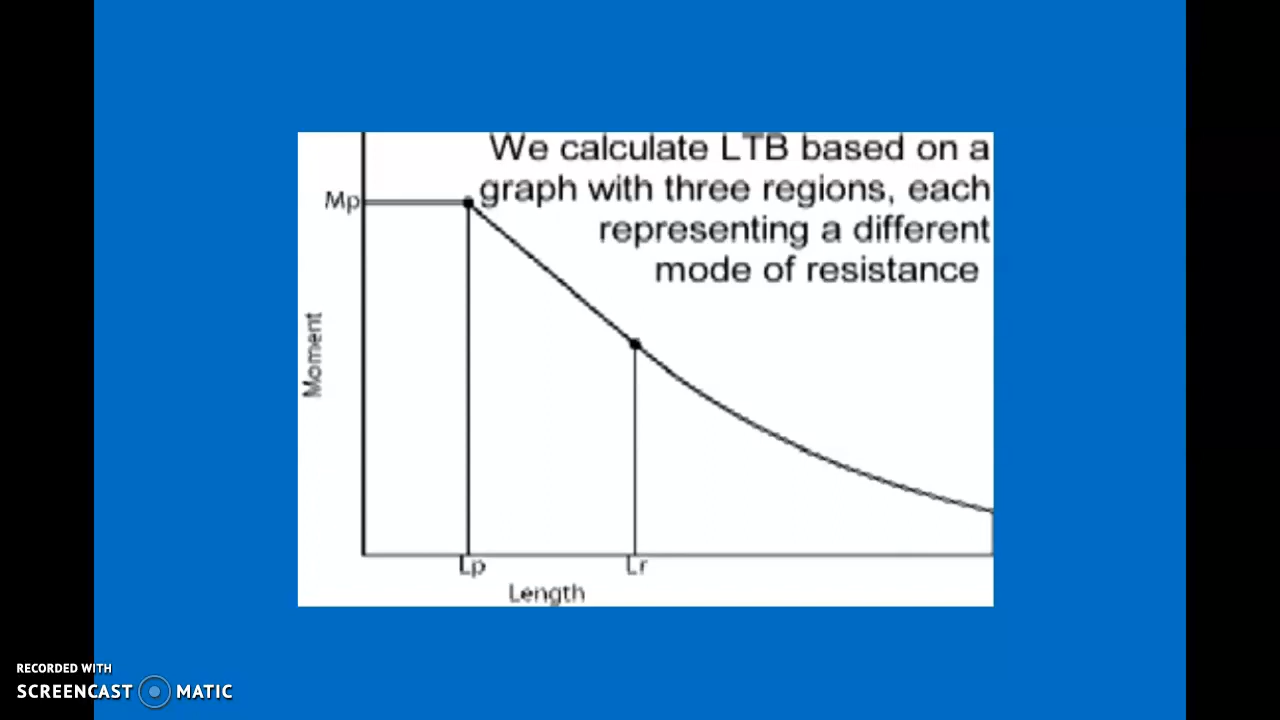 We calculate LTB based on a
graph with three regions, each
representing a different
mode of resistance
Mp
Moment
Lp
Lr
Length
RECORDED WITH
SCREENCAST MATIC